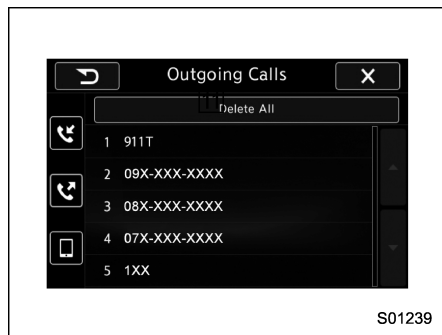 Outgoing Calls
Delete All
1 911T
2 09X-XXX-XXXX
3 08X-XXX-XXXX
4 07X-XXX-XXXX
5 1XX
S01239